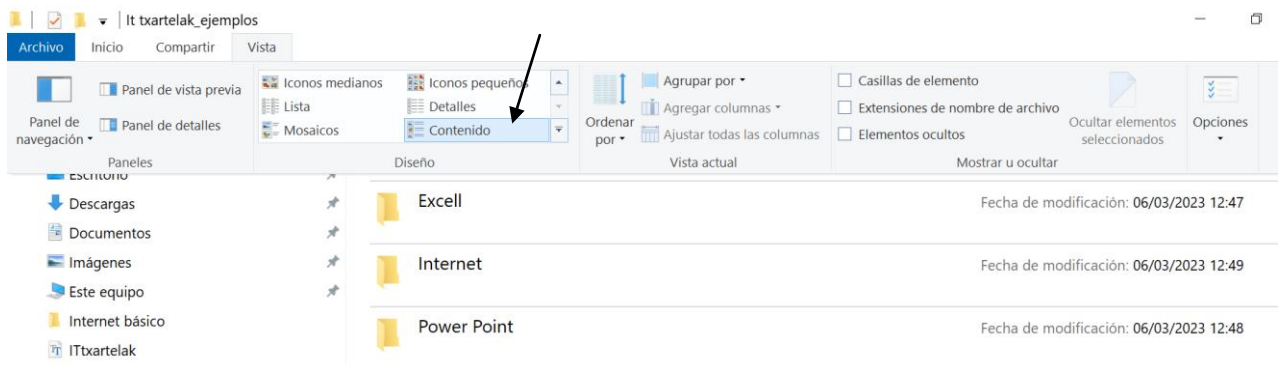 It txartelak_ejemplos
Archivo Inicio Compartir Vista
Panel de navegación
Panel de vista previa
Panel de detalles
Paneles
Iconos medianos Iconos pequeños
Lista Detalles
Mosaicos Contenido
Diseño
Ordenar por
Agrupar por
Agregar columnas
Ajustar todas las columnas
Vista actual
Casillas de elemento
Extensiones de nombre de archivo
Elementos ocultos
Ocultar elementos
seleccionados
Mostrar u ocultar
Opciones
Escritorio
Descargas
Documentos
Imágenes
Este equipo
Internet básico
ITtxartelak
Excell Fecha de modificación: 06/03/2023 12:47
Internet Fecha de modificación: 06/03/2023 12:49
Power Point Fecha de modificación: 06/03/2023 12:48